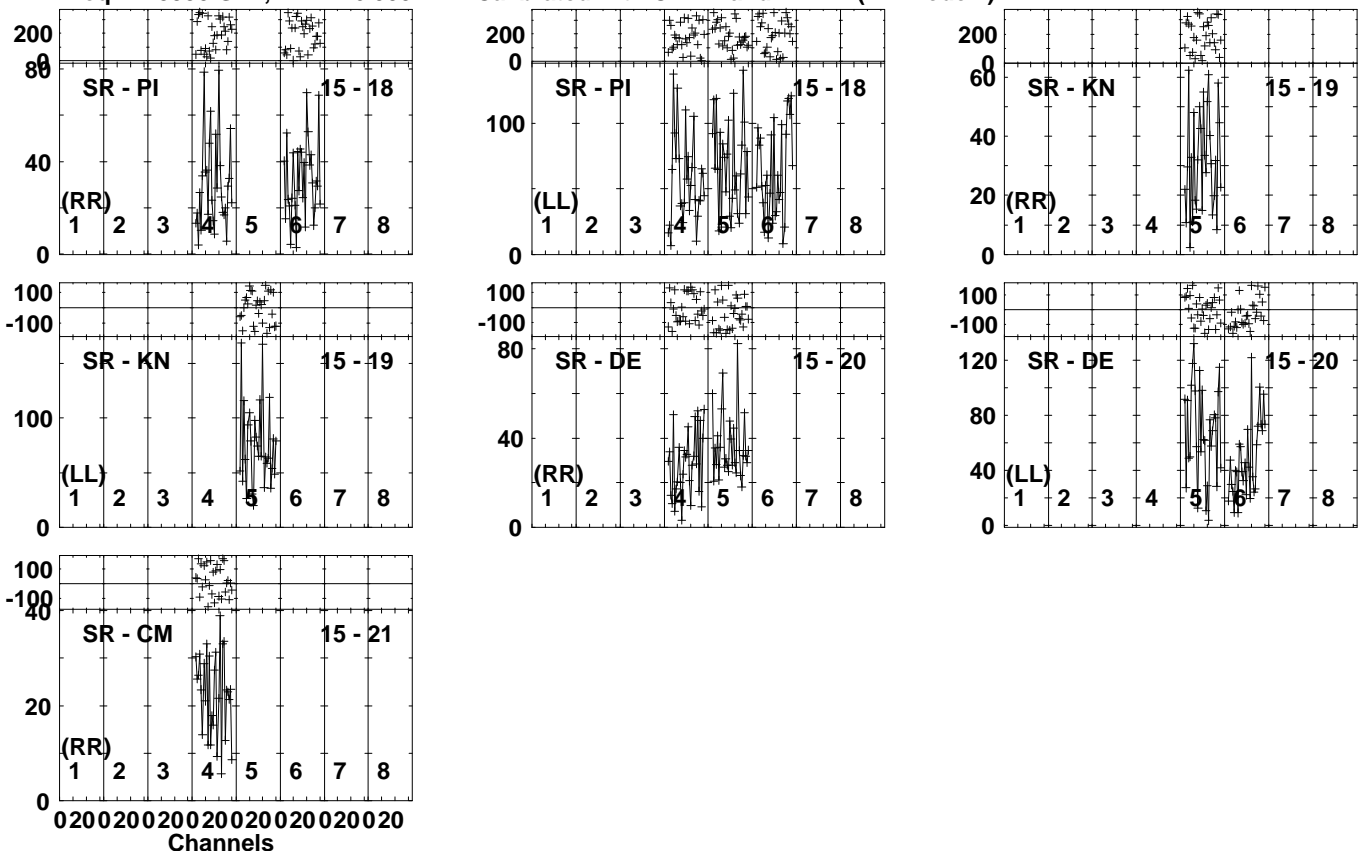 200
0
80
SR - PI 15 - 18
40
(RR)
1 2 3 4 5 6 7 8
0
200
0
SR - PI 15 - 18
100
(LL)
1 2 3 4 5 6 7 8
0
200
0
60
SR - KN 15 - 19
40
20
(RR)
1 2 3 4 5 6 7 8
0
100
-100
SR - KN 15 - 19
100
(LL)
1 2 3 4 5 6 7 8
0
100
-100
80
SR - DE 15 - 20
40
(RR)
1 2 3 4 5 6 7 8
0
100
-100
120
SR - DE 15 - 20
80
40
(LL)
1 2 3 4 5 6 7 8
0
100
-100
40
SR - CM 15 - 21
20
(RR)
1 2 3 4 5 6 7 8
0
0 20 0 20 0 20 0 20 0 20 0 20 0 20 0 20
Channels